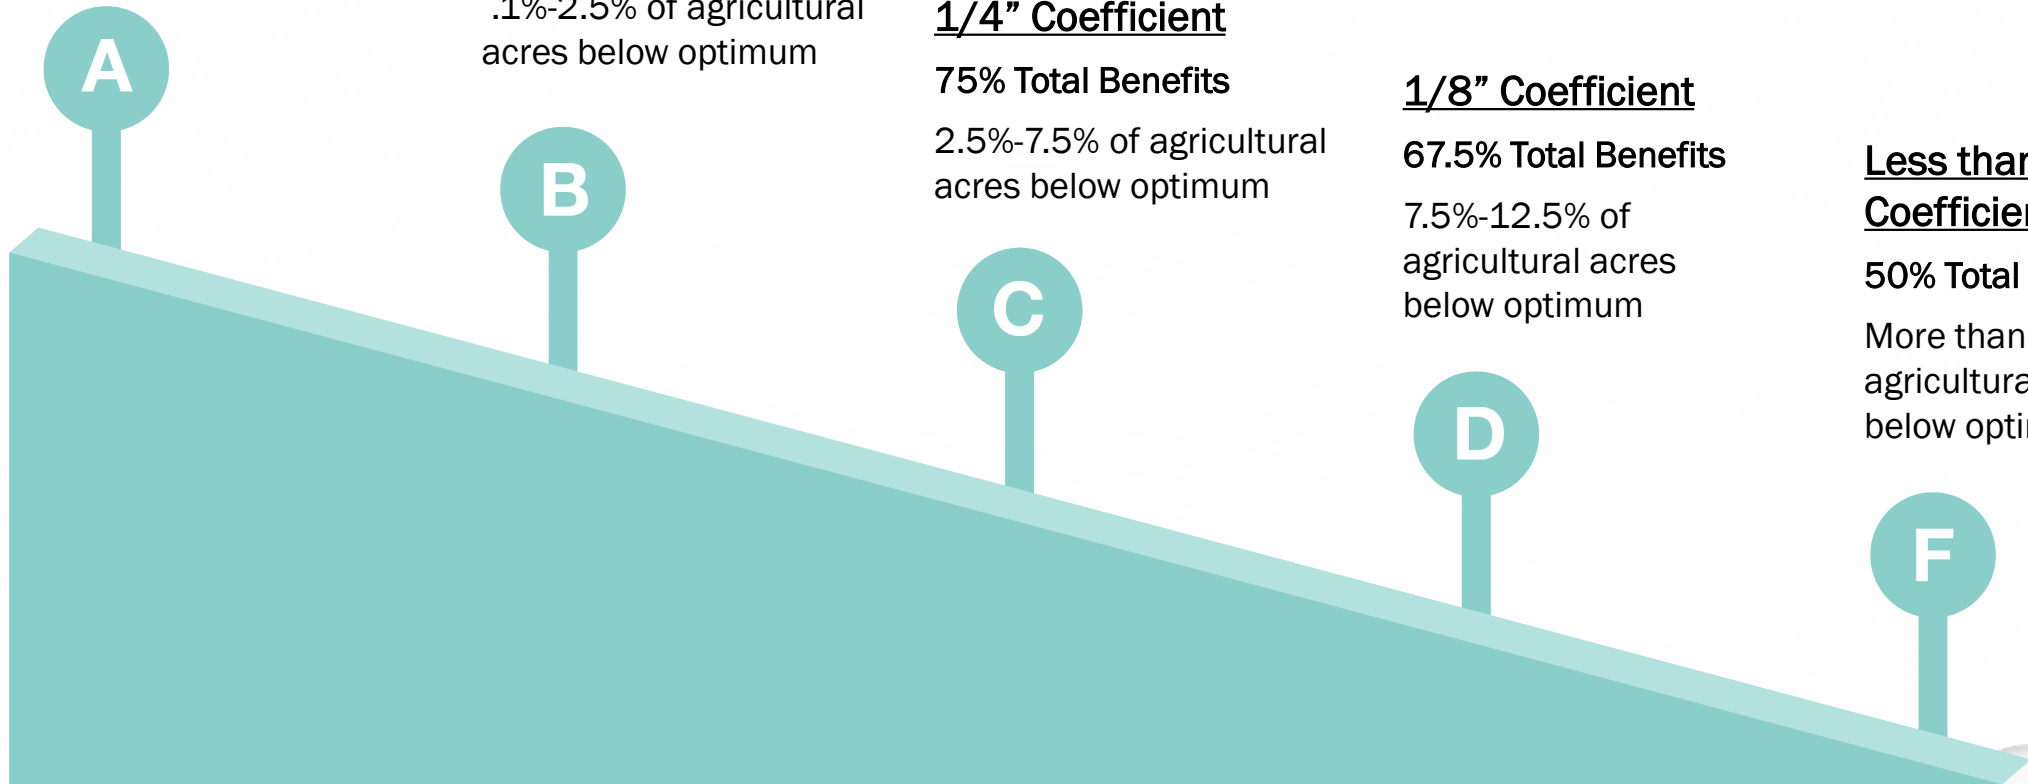 A
.1%-2.5% of agricultural
acres below optimum
B
1/4” Coefficient
75% Total Benefits
2.5%-7.5% of agricultural
acres below optimum
C
1/8” Coefficient
67.5% Total Benefits
7.5%-12.5% of
agricultural acres
below optimum
D
Less
50% Total
More than
below
F